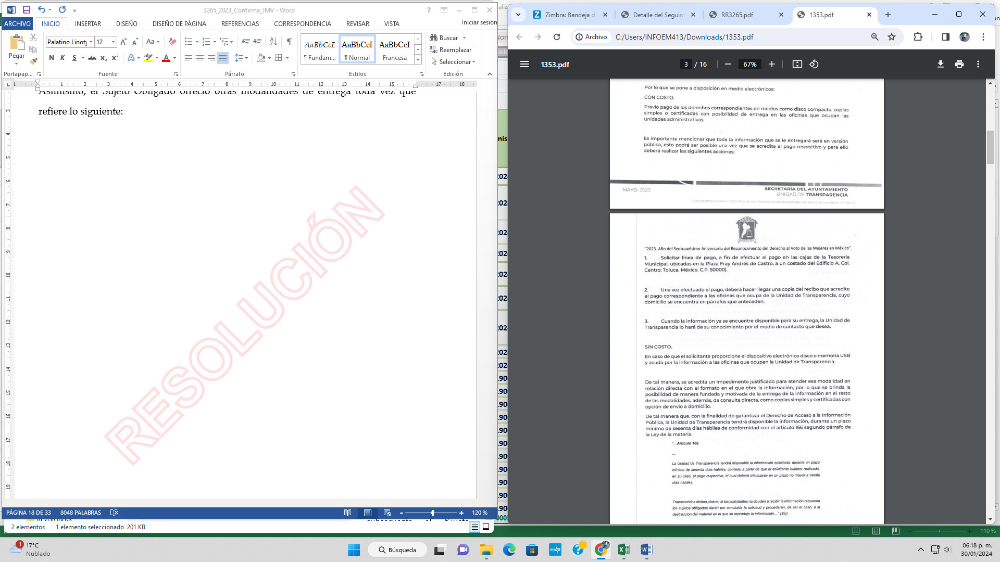 3265_2023_Confirma_JMV - Word
ARCHIVO INICIO INSERTAR DISEÑO DISEÑO DE PÁGINA REFERENCIAS CORRESPONDENCIA REVISAR VISTA Iniciar sesión
Pegar
Palatino Linoty 12
Aa
N K S abc x₂ x²
AaBbCcI AaBbCcI AaBbCcI
¶ Fundam... ¶ Normal Francesa
Buscar
Reemplazar
Seleccionar
Portapap... Fuente Párrafo Estilos Edición
1 2 3 4 5 6 7 8 9 10 11 12 13 14 15 17 18
Asimismo, el Sujeto Obligado ofreció otras modalidades de entrega toda vez que
refiere lo siguiente:
RESOLUCIÓN
PÁGINA 18 DE 33 8048 PALABRAS 120 %
2 elementos 1 elemento seleccionado 201 KB
Zimbra: Bandeja d
Detalle del Seguim
RR3265.pdf
1353.pdf
Archivo C:/Users/INFOEM413/Downloads/1353.pdf
1353.pdf 3 / 16 67%
Por lo que se pone a disposición en medio electrónicos:
CON COSTO.
Previo pago de los derechos correspondientes en medios como disco compacto, copias
simples o certificadas con posibilidad de entrega en las oficinas que ocupan las
unidades administrativas.
Es importante mencionar que toda la información que se le entregará será en versión
pública, esto podrá ser posible una vez que se acredite el pago respectivo y para ello
deberá realizar las siguientes acciones:
MAYO 2023
SECRETARÍA DEL AYUNTAMIENTO
UNIDAD DE TRANSPARENCIA
"2023. Año del Septuagésimo Aniversario del Reconocimiento del Derecho al Voto de las Mujeres en México".
1. Solicitar línea de pago, a fin de efectuar el pago en las cajas de la Tesorería
Municipal, ubicadas en la Plaza Fray Andrés de Castro, a un costado del Edificio A, Col.
Centro; Toluca, México. C.P. 50000).
2. Una vez efectuado el pago, deberá hacer llegar una copia del recibo que acredite
el pago correspondiente a las oficinas que ocupa de la Unidad de Transparencia, cuyo
domicilio se encuentra en párrafos que anteceden.
3. Cuando la información ya se encuentre disponible para su entrega, la Unidad de
Transparencia lo hará de su conocimiento por el medio de contacto que desea.
SIN COSTO.
En caso de que el solicitante proporcione el dispositivo electrónico disco o memoria USB
y acuda por la información a las oficinas que ocupan la Unidad de Transparencia.
De tal manera, se acredita un impedimento justificado para atender esa modalidad en
relación directa con el formato en el que obra la información, por lo que se brinda la
posibilidad de manera fundada y motivada de la entrega de la información en el resto
de las modalidades, además, de consulta directa, como copias simples y certificadas con
opción de envío a domicilio.
De tal manera que, con la finalidad de garantizar el Derecho de Acceso a la Información
Pública, la Unidad de Transparencia tendrá disponible la información, durante un plazo
mínimo de sesenta días hábiles de conformidad con el artículo 166 segundo párrafo de
la Ley de la materia.
"...Artículo 166.
...
La Unidad de Transparencia tendrá disponible la información solicitada, durante un plazo
mínimo de sesenta días hábiles, contado a partir de que el solicitante hubiere realizado,
en su caso, el pago respectivo, el cual deberá efectuarse en un plazo no mayor a treinta
días hábiles.
Transcurridos dichos plazos, si los solicitantes no acuden a recibir la información requerida
los sujetos obligados darán por concluida la solicitud y procederán, de ser el caso, a la
destrucción del material en el que se reprodujo la información..." (Sic)
110 %
1 17°C
Nublado
Búsqueda
06:18 p. m.
30/01/2024